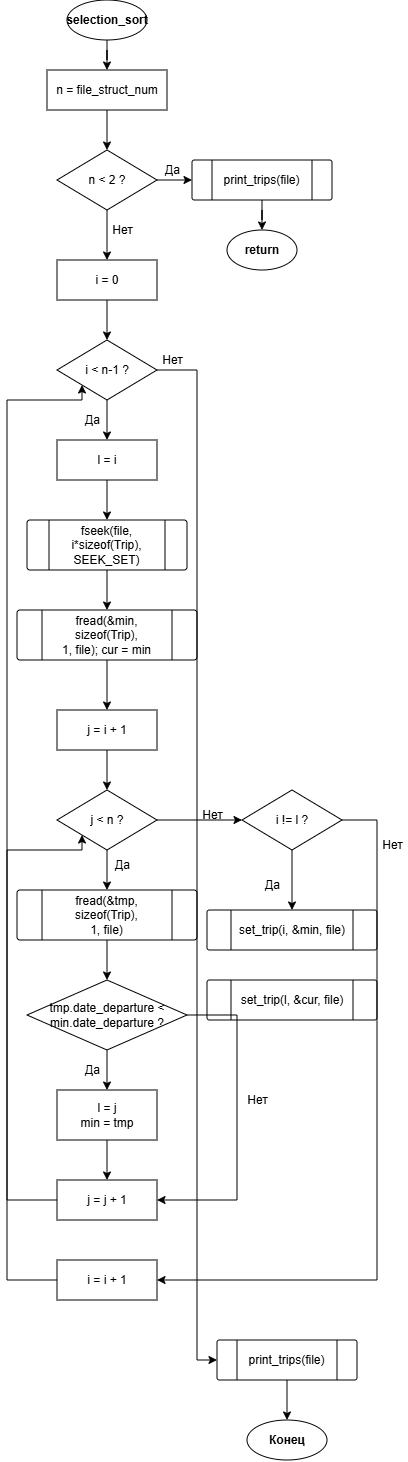 selection_sort
n = file_struct_num
n < 2 ?
Да
print_trips(file)
Нет
return
i = 0
i < n-1 ?
Нет
Да
l = i
fseek(file,
i*sizeof(Trip),
SEEK_SET)
fread(&min,
sizeof(Trip),
1, file); cur = min
j = i + 1
j < n ?
Нет
i != l ?
Нет
Да
Да
fread(&tmp,
sizeof(Trip),
1, file)
set_trip(i, &min, file)
set_trip(l, &cur, file)
tmp.date_departure <
min.date_departure ?
Да
Нет
l = j
min = tmp
j = j + 1
i = i + 1
print_trips(file)
Конец